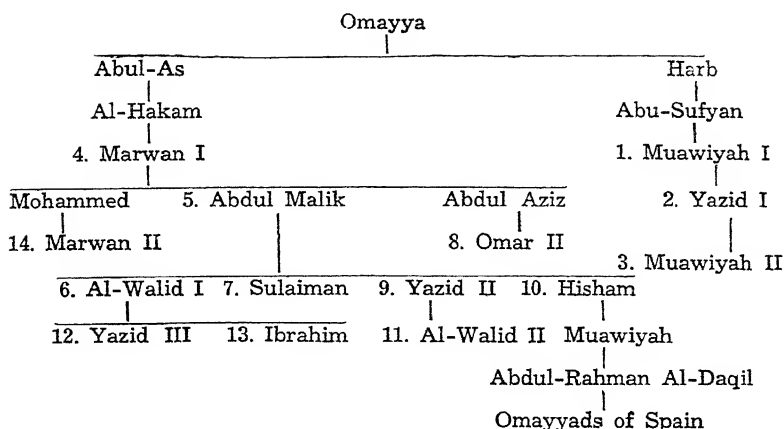 Omayya
Abul-As Harb
Al-Hakam Abu-Sufyan
4. Marwan I 1. Muawiyah I
Mohammed 5. Abdul Malik Abdul Aziz 2. Yazid I
14. Marwan II 8. Omar II
3. Muawiyah II
6. Al-Walid I 7. Sulaiman 9. Yazid II 10. Hisham
12. Yazid III 13. Ibrahim 11. Al-Walid II Muawiyah
Abdul-Rahman Al-Daqil
Omayyads of Spain